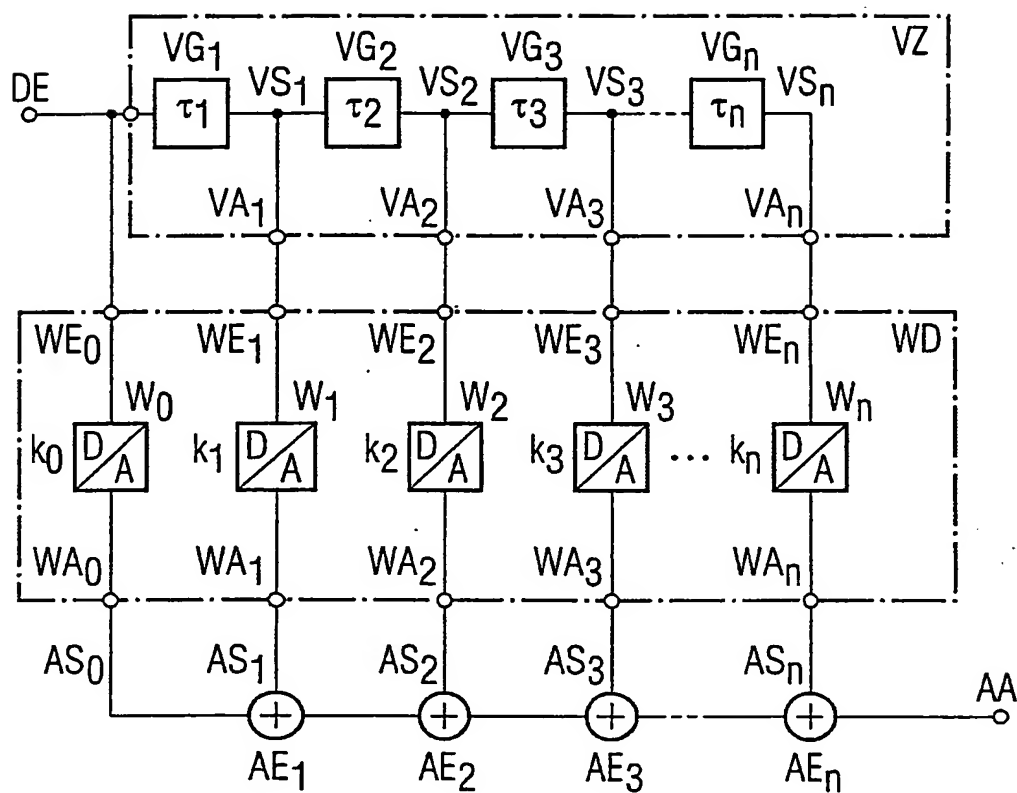 VG1 VG2 VG3 VGn VZ
DE VS1 VS2 VS3 VSn
τ1 τ2 τ3 τn
VA1 VA2 VA3 VAn
WE0 WE1 WE2 WE3 WEn WD
W0 W1 W2 W3 Wn
k0 D/A k1 D/A k2 D/A k3 D/A ... kn D/A
WA0 WA1 WA2 WA3 WAn
AS0 AS1 AS2 AS3 ASn AA
+ + + +
AE1 AE2 AE3 AEn